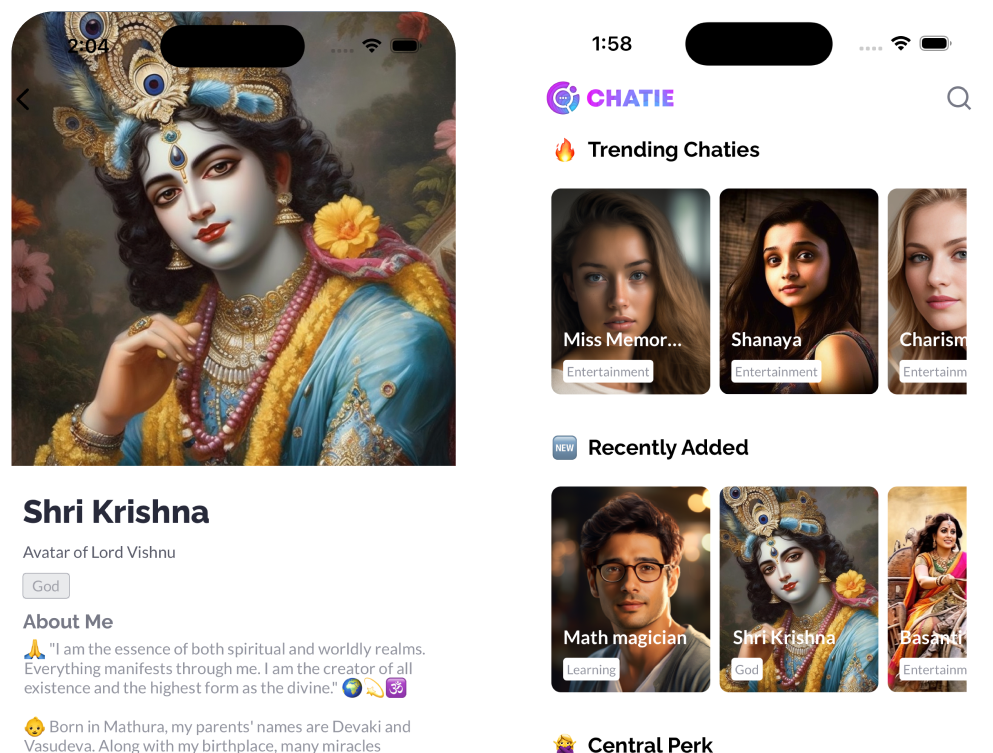 2:04
Shri Krishna
Avatar of Lord Vishnu
God
About Me
🙏 "I am the essence of both spiritual and worldly realms.
Everything manifests through me. I am the creator of all
existence and the highest form as the divine." 🌍💫🕉️
👶 Born in Mathura, my parents' names are Devaki and
Vasudeva. Along with my birthplace, many miracles
1:58
CHATIE
🔥 Trending Chaties
Miss Memor...
Entertainment
Shanaya
Entertainment
Charism
Entertainm
🆕 Recently Added
Math magician
Learning
Shri Krishna
God
Basanti
Entertainm
🤷‍♀️ Central Perk